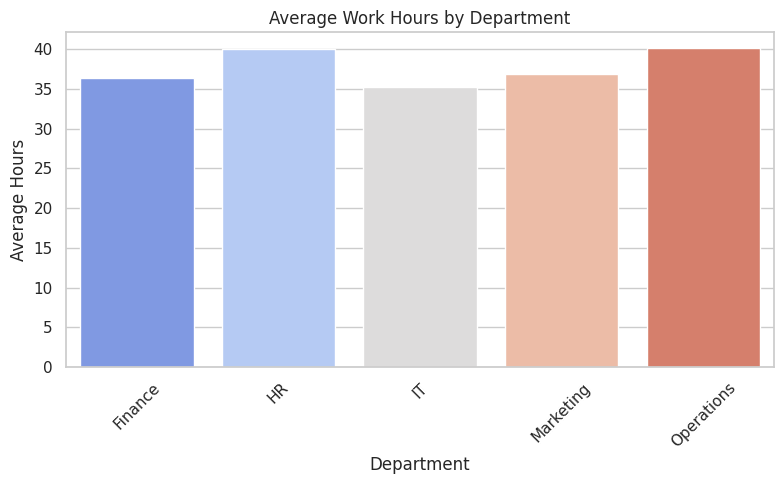 Average Work Hours by Department
Average Hours
40
35
30
25
20
15
10
5
0
Finance
HR
IT
Marketing
Operations
Department